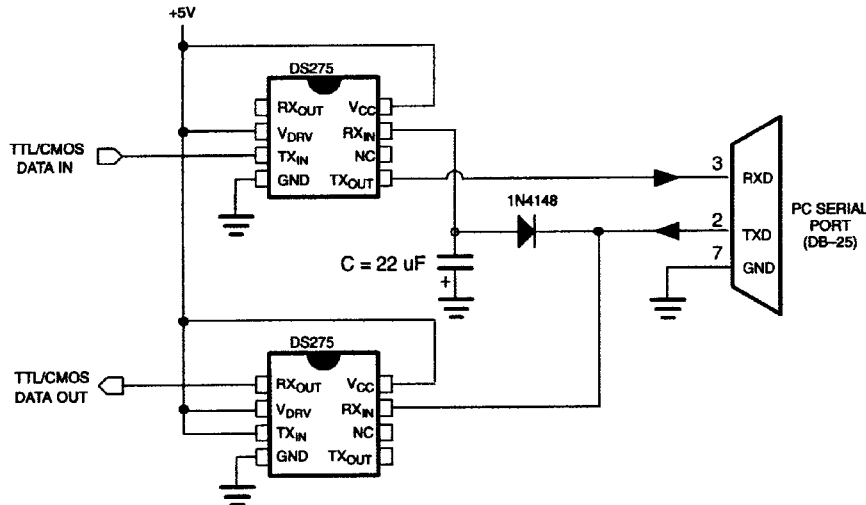 +5V
DS275
RXOUT VCC
VDRV RXIN
TXIN NC
GND TXOUT
TTL/CMOS
DATA IN
1N4148
C = 22 uF
+
3 RXD
2 TXD
7 GND
PC SERIAL
PORT
(DB–25)
DS275
RXOUT VCC
VDRV RXIN
TXIN NC
GND TXOUT
TTL/CMOS
DATA OUT